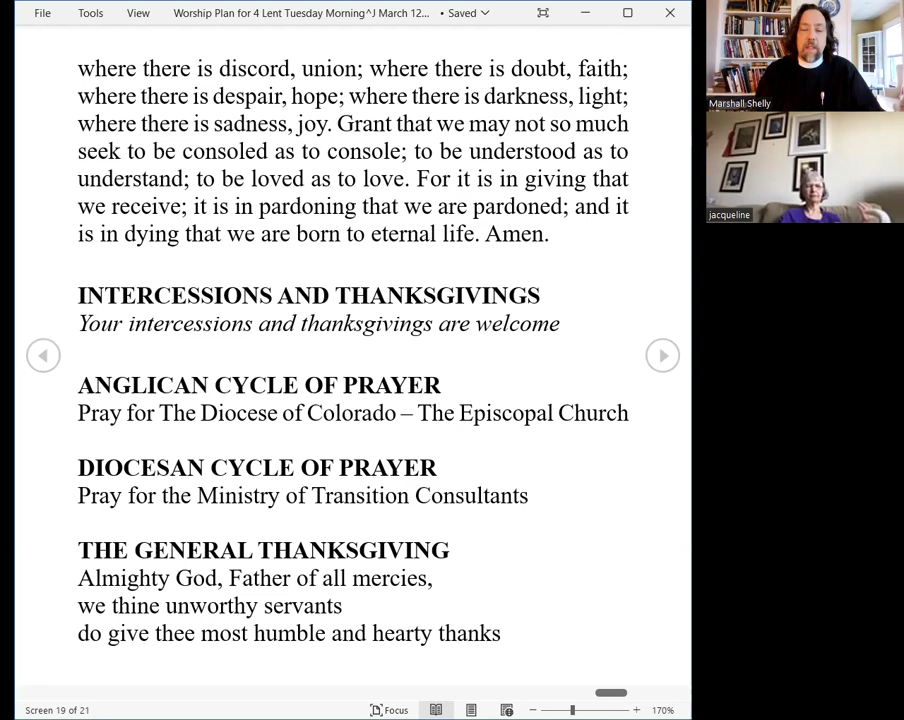 File Tools View Worship Plan for 4 Lent Tuesday Morning^J March 12... • Saved
where there is discord, union; where there is doubt, faith;
where there is despair, hope; where there is darkness, light;
where there is sadness, joy. Grant that we may not so much
seek to be consoled as to console; to be understood as to
understand; to be loved as to love. For it is in giving that
we receive; it is in pardoning that we are pardoned; and it
is in dying that we are born to eternal life. Amen.
INTERCESSIONS AND THANKSGIVINGS
Your intercessions and thanksgivings are welcome
ANGLICAN CYCLE OF PRAYER
Pray for The Diocese of Colorado – The Episcopal Church
DIOCESAN CYCLE OF PRAYER
Pray for the Ministry of Transition Consultants
THE GENERAL THANKSGIVING
Almighty God, Father of all mercies,
we thine unworthy servants
do give thee most humble and hearty thanks
Screen 19 of 21 Focus 170%
Marshall Shelly
jacqueline